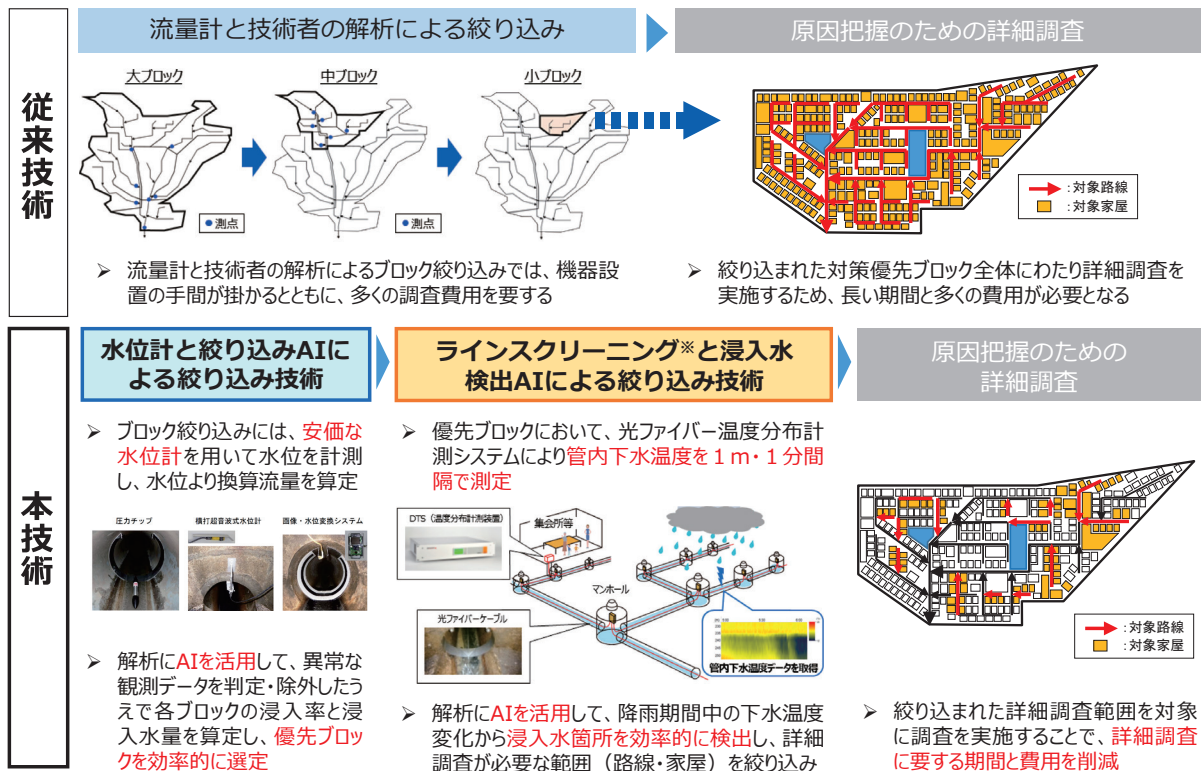 従来技術
流量計と技術者の解析による絞り込み
原因把握のための詳細調査
大ブロック
中ブロック
小ブロック
●測点
●測点
:対象路線
:対象家屋
➢ 流量計と技術者の解析によるブロック絞り込みでは、機器設
置の手間が掛かるとともに、多くの調査費用を要する
➢ 絞り込まれた対策優先ブロック全体にわたり詳細調査を
実施するため、長い期間と多くの費用が必要となる
本技術
水位計と絞り込みAIに
よる絞り込み技術
➢ ブロック絞り込みには、安価な
水位計を用いて水位を計測
し、水位より換算流量を算定
圧力チップ
横打超音波式水位計
画像・水位変換システム
➢ 解析にAIを活用して、異常な
観測データを判定・除外したう
えで各ブロックの浸入率と浸
入水量を算定し、優先ブロッ
クを効率的に選定
ラインスクリーニング※と浸入水
検出AIによる絞り込み技術
➢ 優先ブロックにおいて、光ファイバー温度分布計
測システムにより管内下水温度を1m・1分間
隔で測定
DTS(温度分布計測装置)
集会所等
マンホール
光ファイバーケーブル
管内下水温度データを取得
➢ 解析にAIを活用して、降雨期間中の下水温度
変化から浸入水箇所を効率的に検出し、詳細
調査が必要な範囲(路線・家屋)を絞り込み
原因把握のための
詳細調査
:対象路線
:対象家屋
➢ 絞り込まれた詳細調査範囲を対象
に調査を実施することで、詳細調査
に要する期間と費用を削減